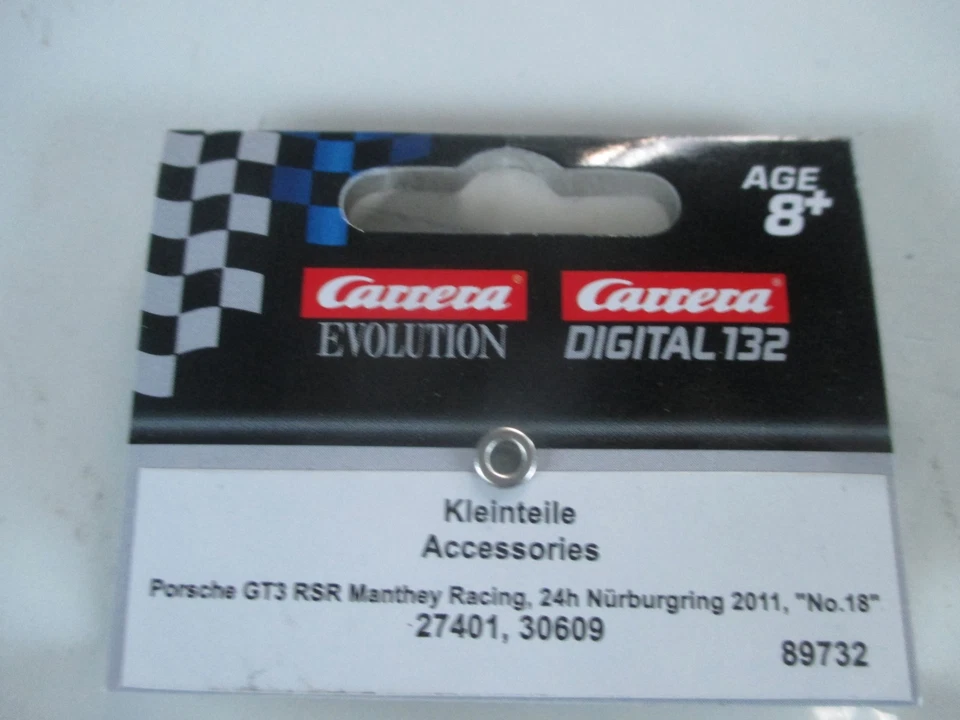 AGE
8+
Carrera
EVOLUTION
Carrera
DIGITAL 132
Kleinteile
Accessories
Porsche GT3 RSR Manthey Racing, 24h Nürburgring 2011, "No.18"
27401, 30609
89732